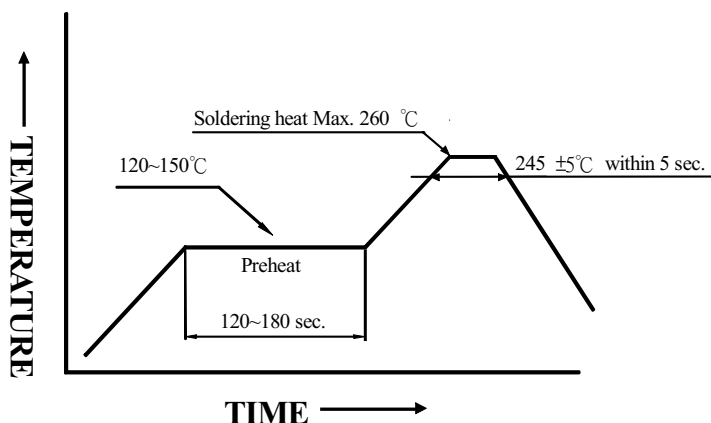 Soldering heat Max. 260 ℃
120~150℃
245 ±5℃ within 5 sec.
Preheat
120~180 sec.
TEMPERATURE
TIME